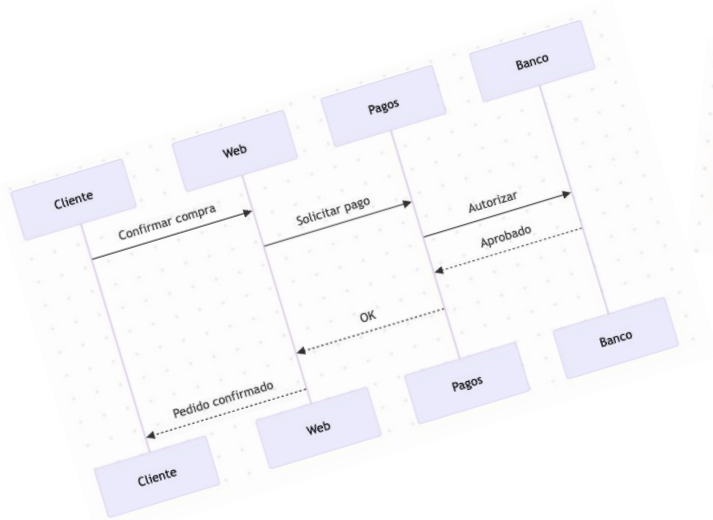 Cliente
Web
Pagos
Banco
Confirmar compra
Solicitar pago
Autorizar
Aprobado
OK
Pedido confirmado
Cliente
Web
Pagos
Banco